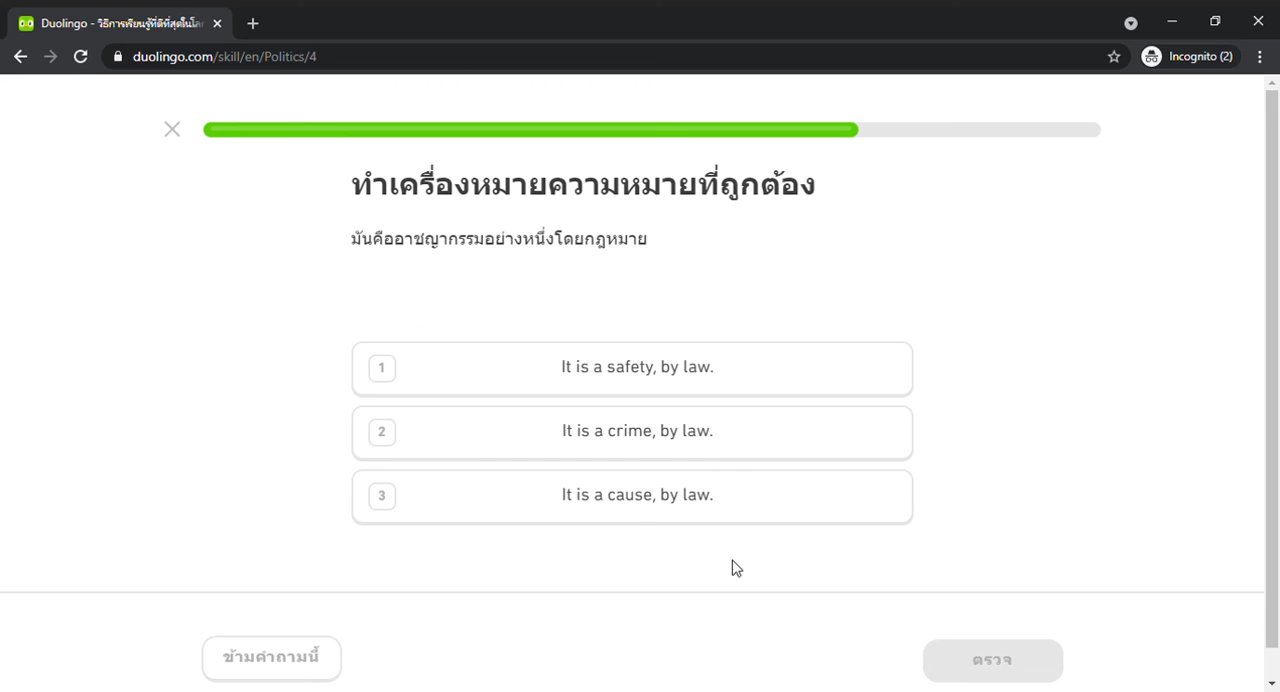 Duolingo - วิธีการเรียนรู้ที่ดีที่สุดในโล
duolingo.com/skill/en/Politics/4
Incognito (2)
ทำเครื่องหมายความหมายที่ถูกต้อง
มันคืออาชญากรรมอย่างหนึ่งโดยกฎหมาย
1 It is a safety, by law.
2 It is a crime, by law.
3 It is a cause, by law.
ข้ามคำถามนี้
ตรวจ